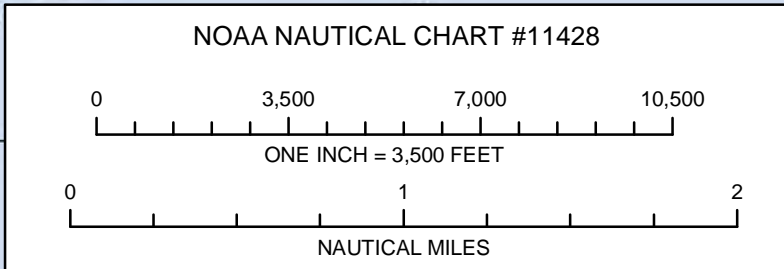 NOAA NAUTICAL CHART #11428
0 3,500 7,000 10,500
ONE INCH = 3,500 FEET
0 1 2
NAUTICAL MILES